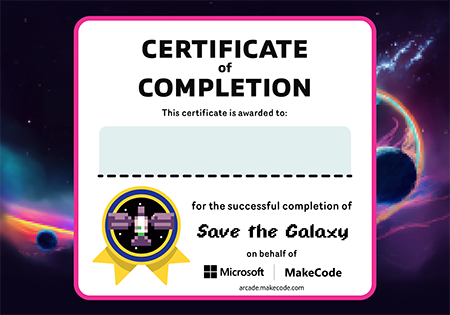 CERTIFICATE
of
COMPLETION
This certificate is awarded to:
for the successful completion of
Save the Galaxy
on behalf of
Microsoft | MakeCode
arcade.makecode.com